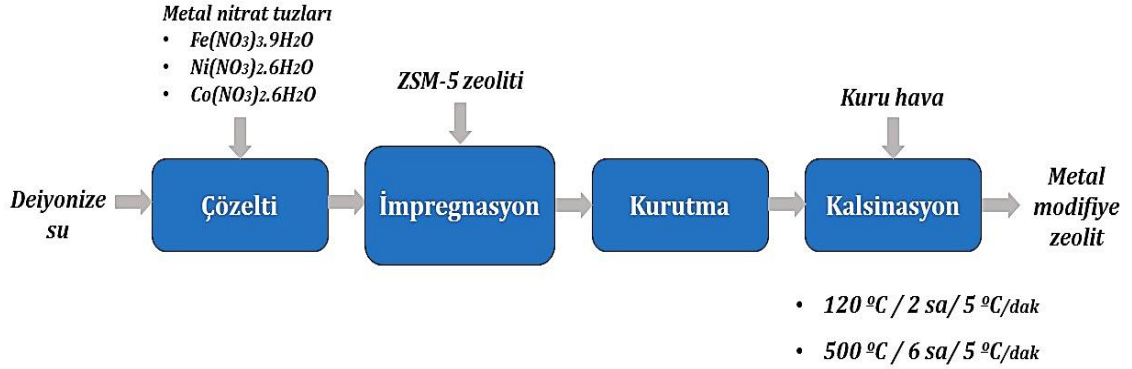 Metal nitrat tuzları
• Fe(NO3)3.9H2O
• Ni(NO3)2.6H2O
• Co(NO3)2.6H2O
ZSM-5 zeoliti
Kuru hava
Deiyonize
su
Çözelti
İmpregnasyon
Kurutma
Kalsinasyon
Metal
modifiye
zeolit
• 120 ºC / 2 sa/ 5 ºC/dak
• 500 ºC / 6 sa/ 5 ºC/dak